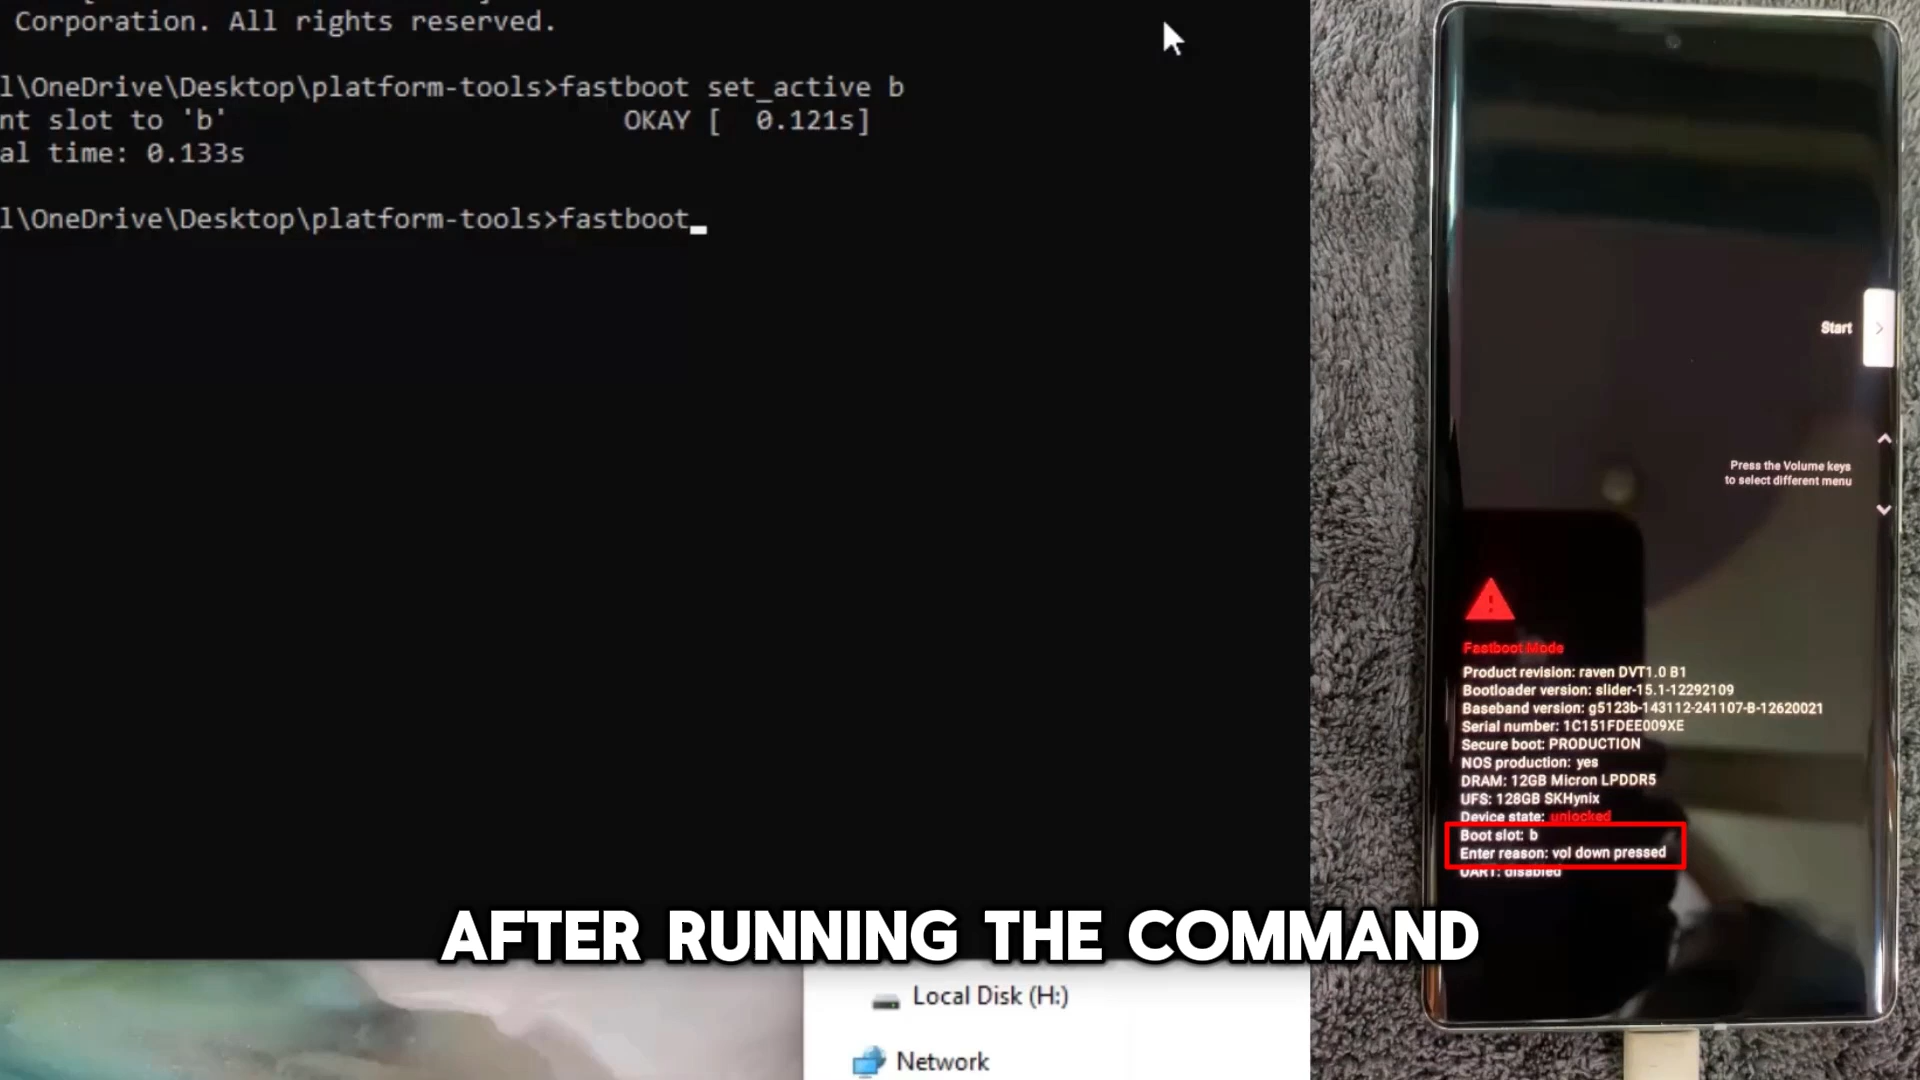 Corporation. All rights reserved.
l\OneDrive\Desktop\platform-tools>fastboot set_active b
nt slot to 'b' OKAY [ 0.121s]
al time: 0.133s
l\OneDrive\Desktop\platform-tools>fastboot_
Start
Press the Volume keys
to select different menu
Fastboot Mode
Product revision: raven DVT1.0 B1
Bootloader version: slider-15.1-12292109
Baseband version: g5123b-143112-241107-B-12620021
Serial number: 1C151FDEE009XE
Secure boot: PRODUCTION
NOS production: yes
DRAM: 12GB Micron LPDDR5
UFS: 128GB SKHynix
Device state: unlocked
Boot slot: b
Enter reason: vol down pressed
UART: disabled
AFTER RUNNING THE COMMAND
Local Disk (H:)
Network